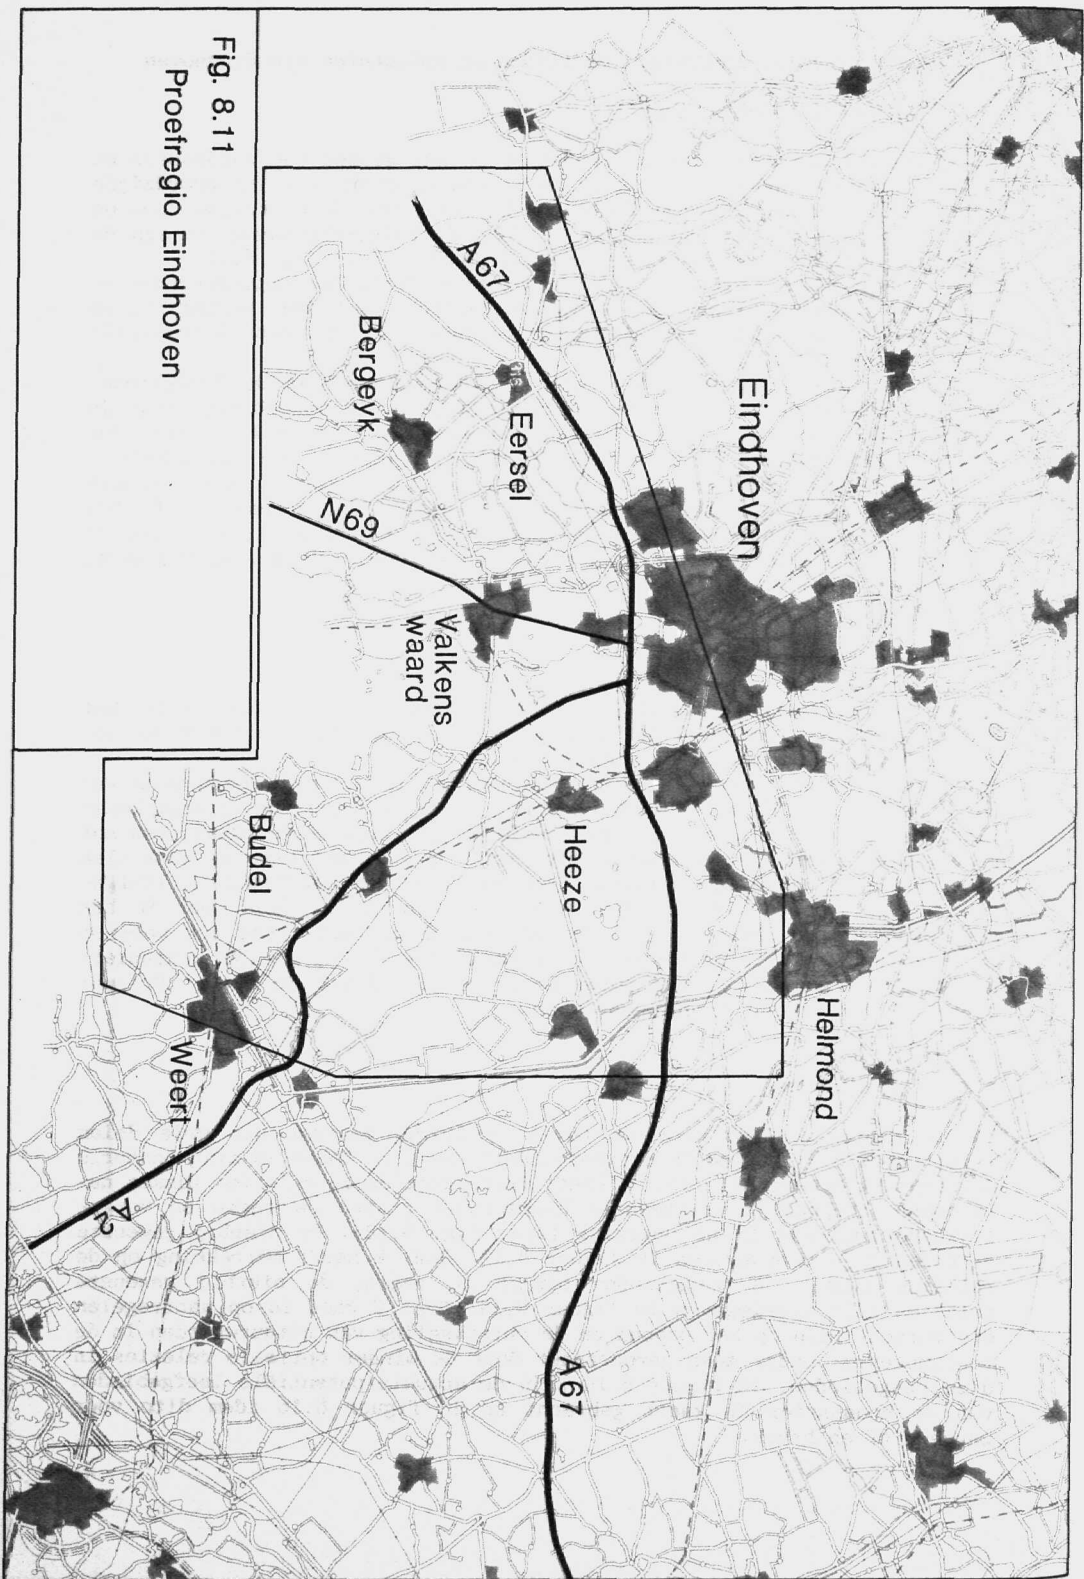 Fig. 8.11
Proefregio Eindhoven
Eindhoven
Helmond
A67
Eersel
Bergeyk
N69
Valkens
waard
Heeze
Budel
Weert
A2
A67